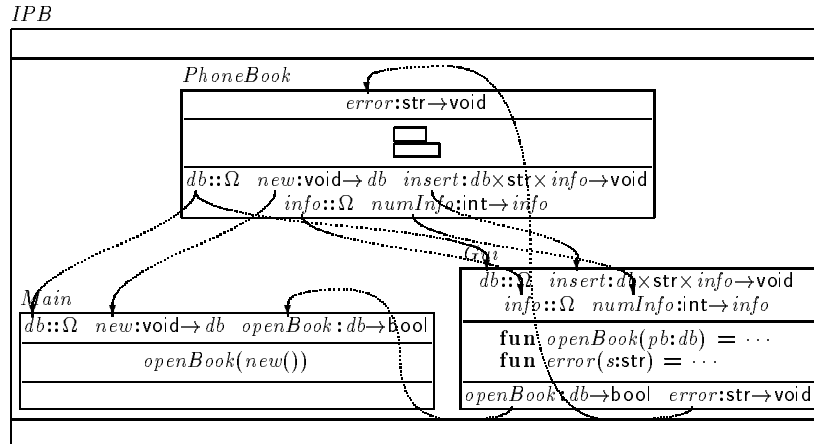 IPB
PhoneBook
error:str→void
db::Ω new:void→db insert:db×str×info→void
info::Ω numInfo:int→info
Gui
db::Ω insert:db×str×info→void
info::Ω numInfo:int→info
fun openBook(pb:db) = ···
fun error(s:str) = ···
openBook:db→bool error:str→void
Main
db::Ω new:void→db openBook:db→bool
openBook(new())